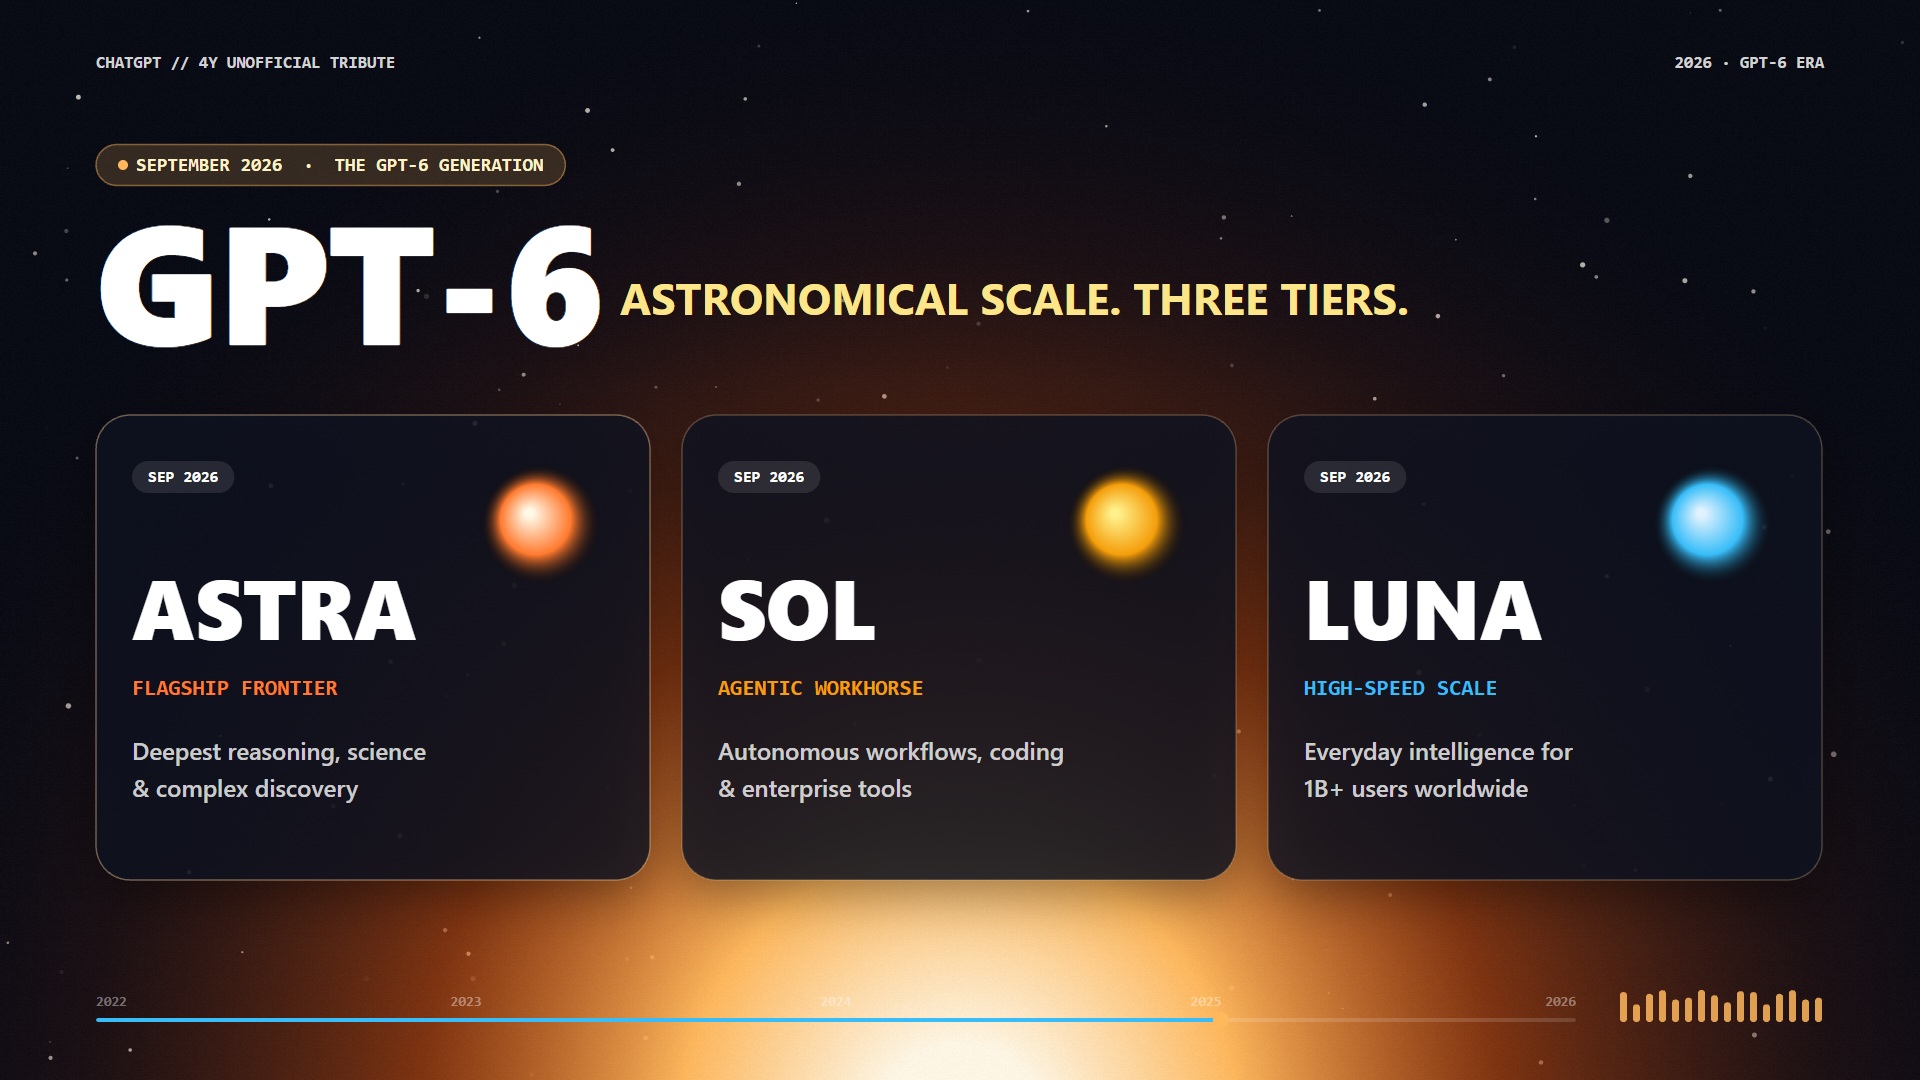 CHATGPT // 4Y UNOFFICIAL TRIBUTE
2026 · GPT-6 ERA
SEPTEMBER 2026 · THE GPT-6 GENERATION
GPT-6 ASTRONOMICAL SCALE. THREE TIERS.
SEP 2026
ASTRA
FLAGSHIP FRONTIER
Deepest reasoning, science
& complex discovery
SEP 2026
SOL
AGENTIC WORKHORSE
Autonomous workflows, coding
& enterprise tools
SEP 2026
LUNA
HIGH-SPEED SCALE
Everyday intelligence for
1B+ users worldwide
2022 2023 2024 2025 2026